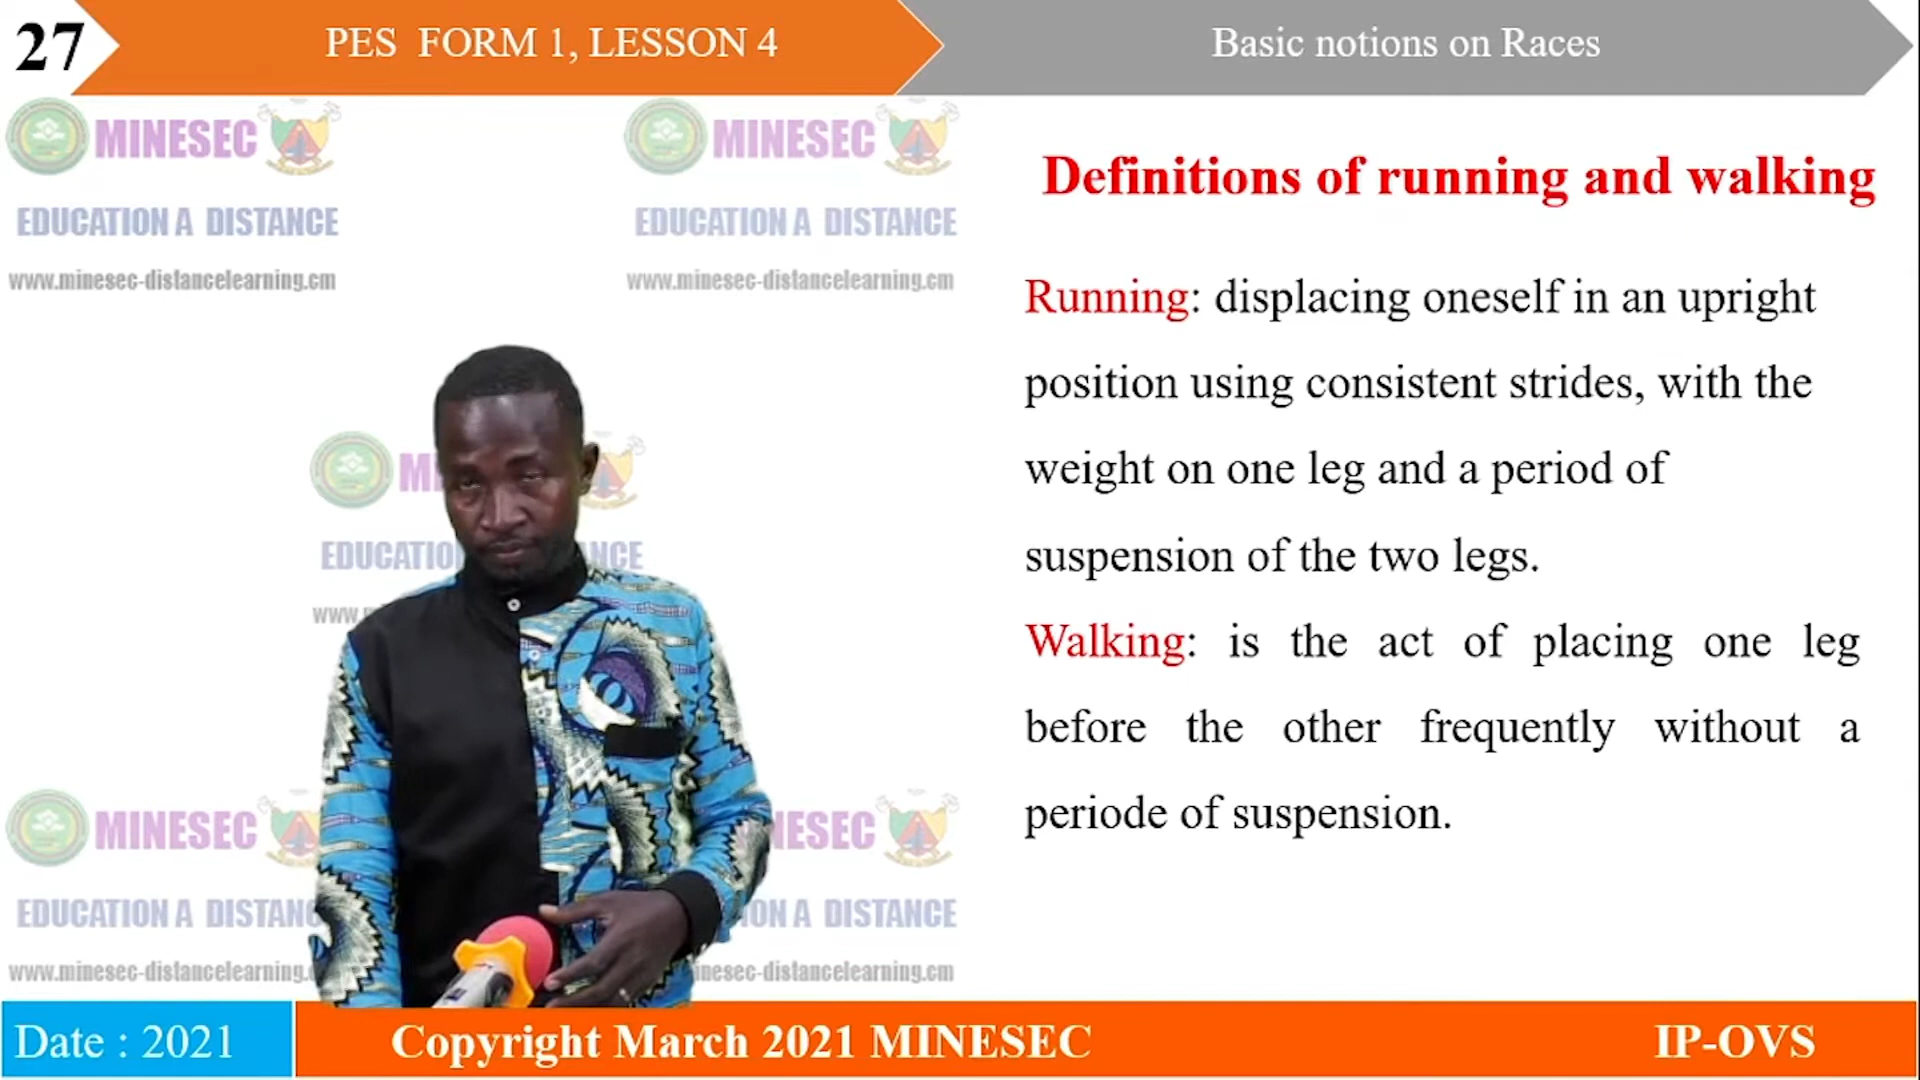 27
PES FORM 1, LESSON 4
Basic notions on Races
MINESEC
EDUCATION A DISTANCE
www.minesec-distancelearning.cm
MINESEC
EDUCATION A DISTANCE
www.minesec-distancelearning.cm
Definitions of running and walking
Running: displacing oneself in an upright
position using consistent strides, with the
weight on one leg and a period of
suspension of the two legs.
Walking: is the act of placing one leg
before the other frequently without a
periode of suspension.
MINESEC
EDUCATION A DISTANCE
Date : 2021
Copyright March 2021 MINESEC
IP-OVS